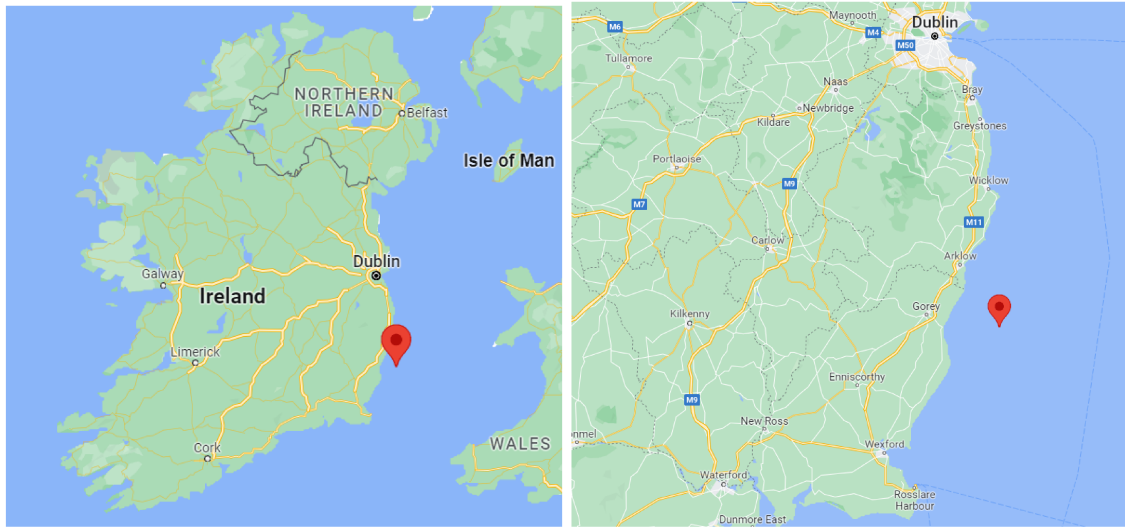 NORTHERN
IRELAND
Belfast
Isle of Man
Dublin
Galway
Ireland
Limerick
Cork
WALES
M6
Maynooth
Dublin
M4
M50
Tullamore
Naas
Bray
Newbridge
Kildare
Greystones
Portlaoise
M9
Wicklow
M7
M11
Carlow
Arklow
Gorey
Kilkenny
Enniscorthy
M9
New Ross
onmel
Wexford
Waterford
Rosslare
Harbour
Dunmore East